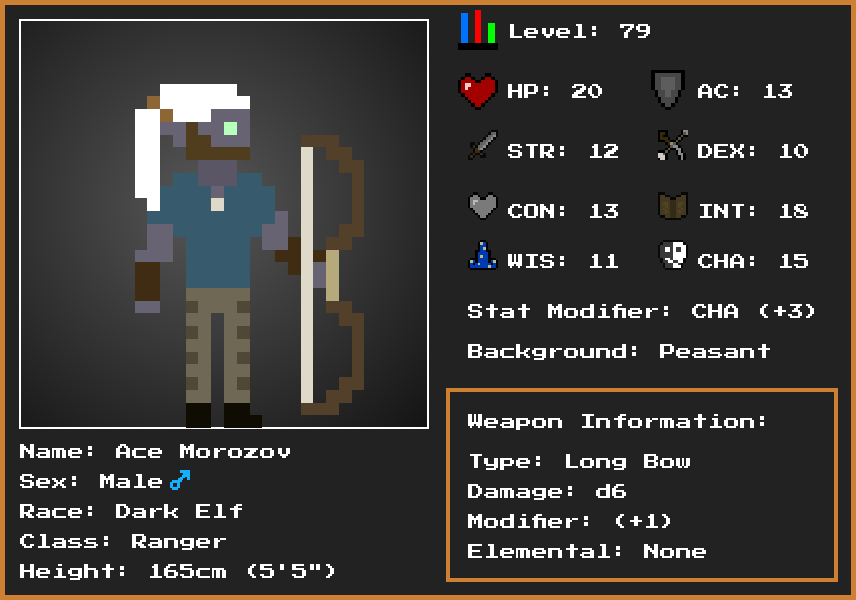 Level: 79
HP: 20
AC: 13
STR: 12
DEX: 10
CON: 13
INT: 18
WIS: 11
CHA: 15
Stat Modifier: CHA (+3)
Background: Peasant
Weapon Information:
Type: Long Bow
Damage: d6
Modifier: (+1)
Elemental: None
Name: Ace Morozov
Sex: Male♂
Race: Dark Elf
Class: Ranger
Height: 165cm (5'5")